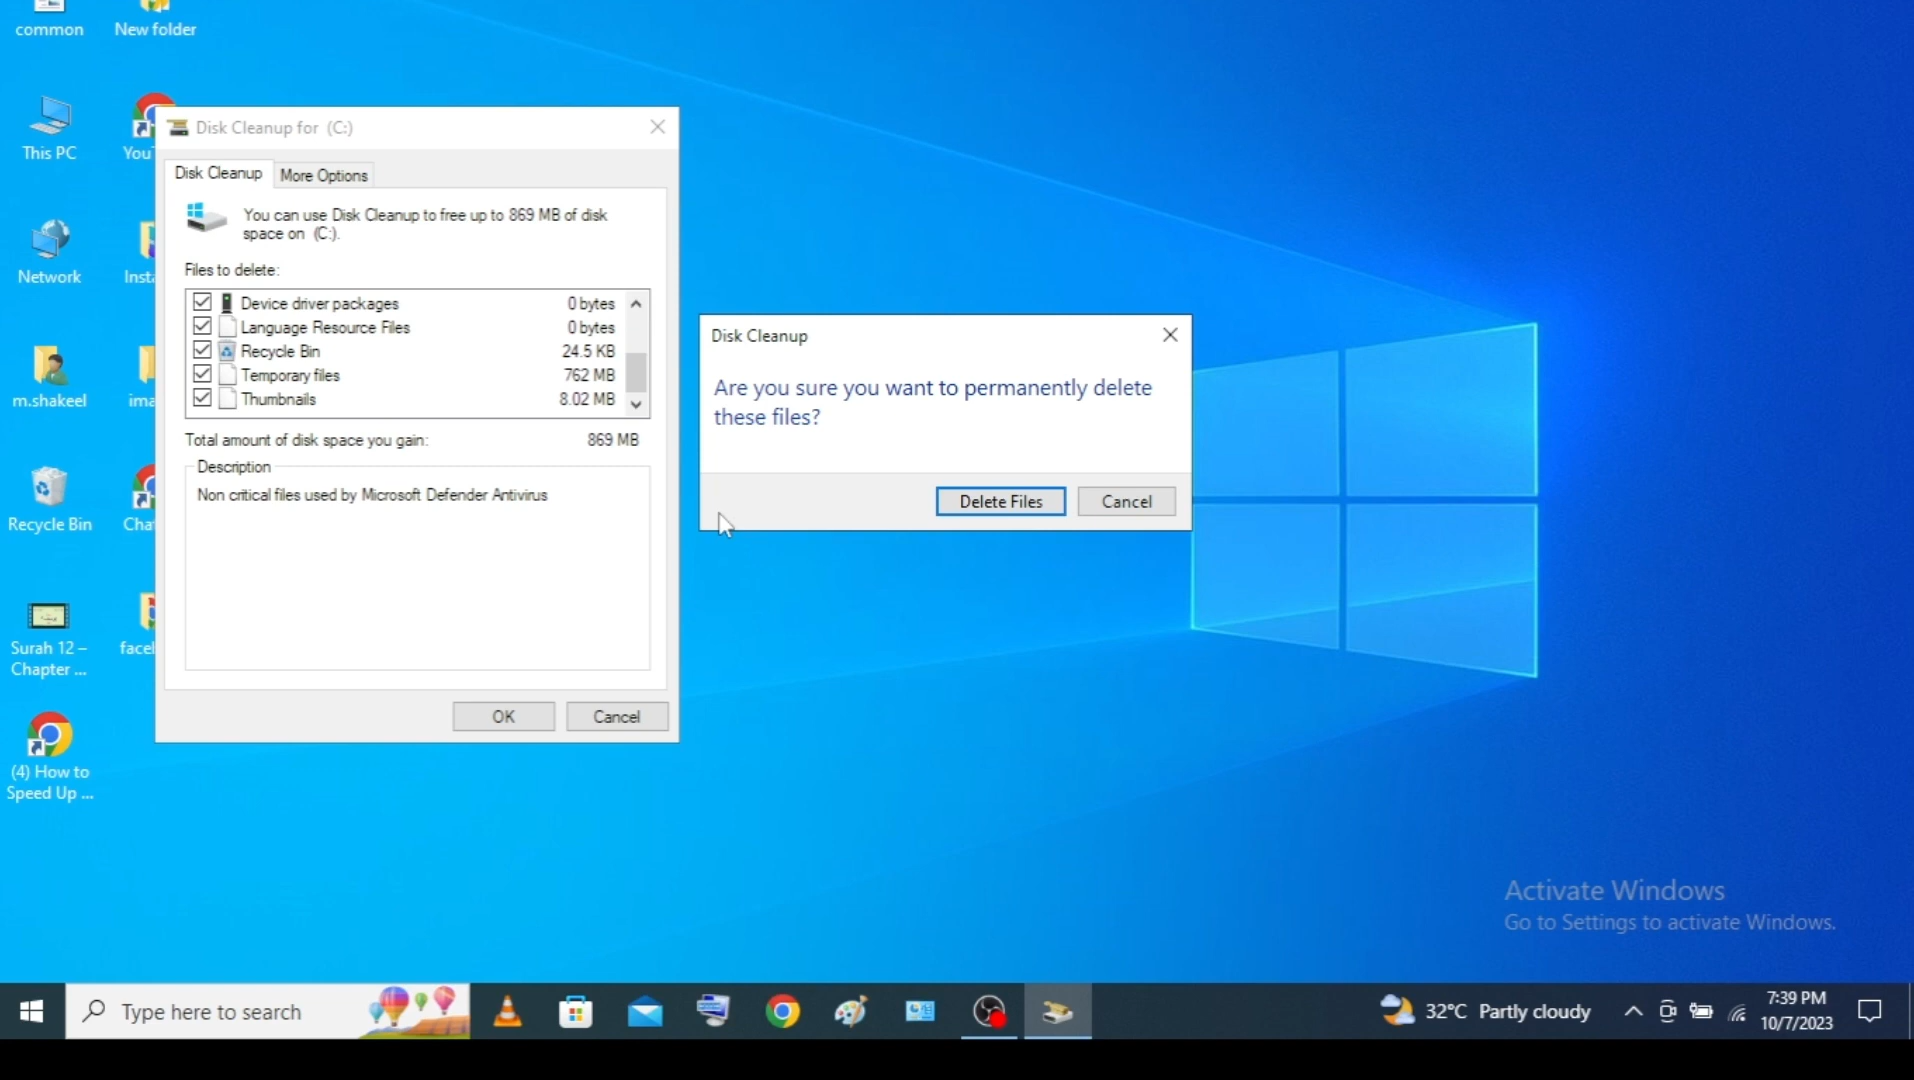 common
New folder
This PC
Network
m.shakeel
Recycle Bin
Surah 12 –
Chapter ...
(4) How to
Speed Up ...
Disk Cleanup for (C:)
Disk Cleanup
More Options
You can use Disk Cleanup to free up to 869 MB of disk
space on (C:).
Files to delete:
Device driver packages 0 bytes
Language Resource Files 0 bytes
Recycle Bin 24.5 KB
Temporary files 762 MB
Thumbnails 8.02 MB
Total amount of disk space you gain: 869 MB
Description
Non critical files used by Microsoft Defender Antivirus
OK
Cancel
Disk Cleanup
Are you sure you want to permanently delete
these files?
Delete Files
Cancel
Activate Windows
Go to Settings to activate Windows.
Type here to search
32°C Partly cloudy
7:39 PM
10/7/2023